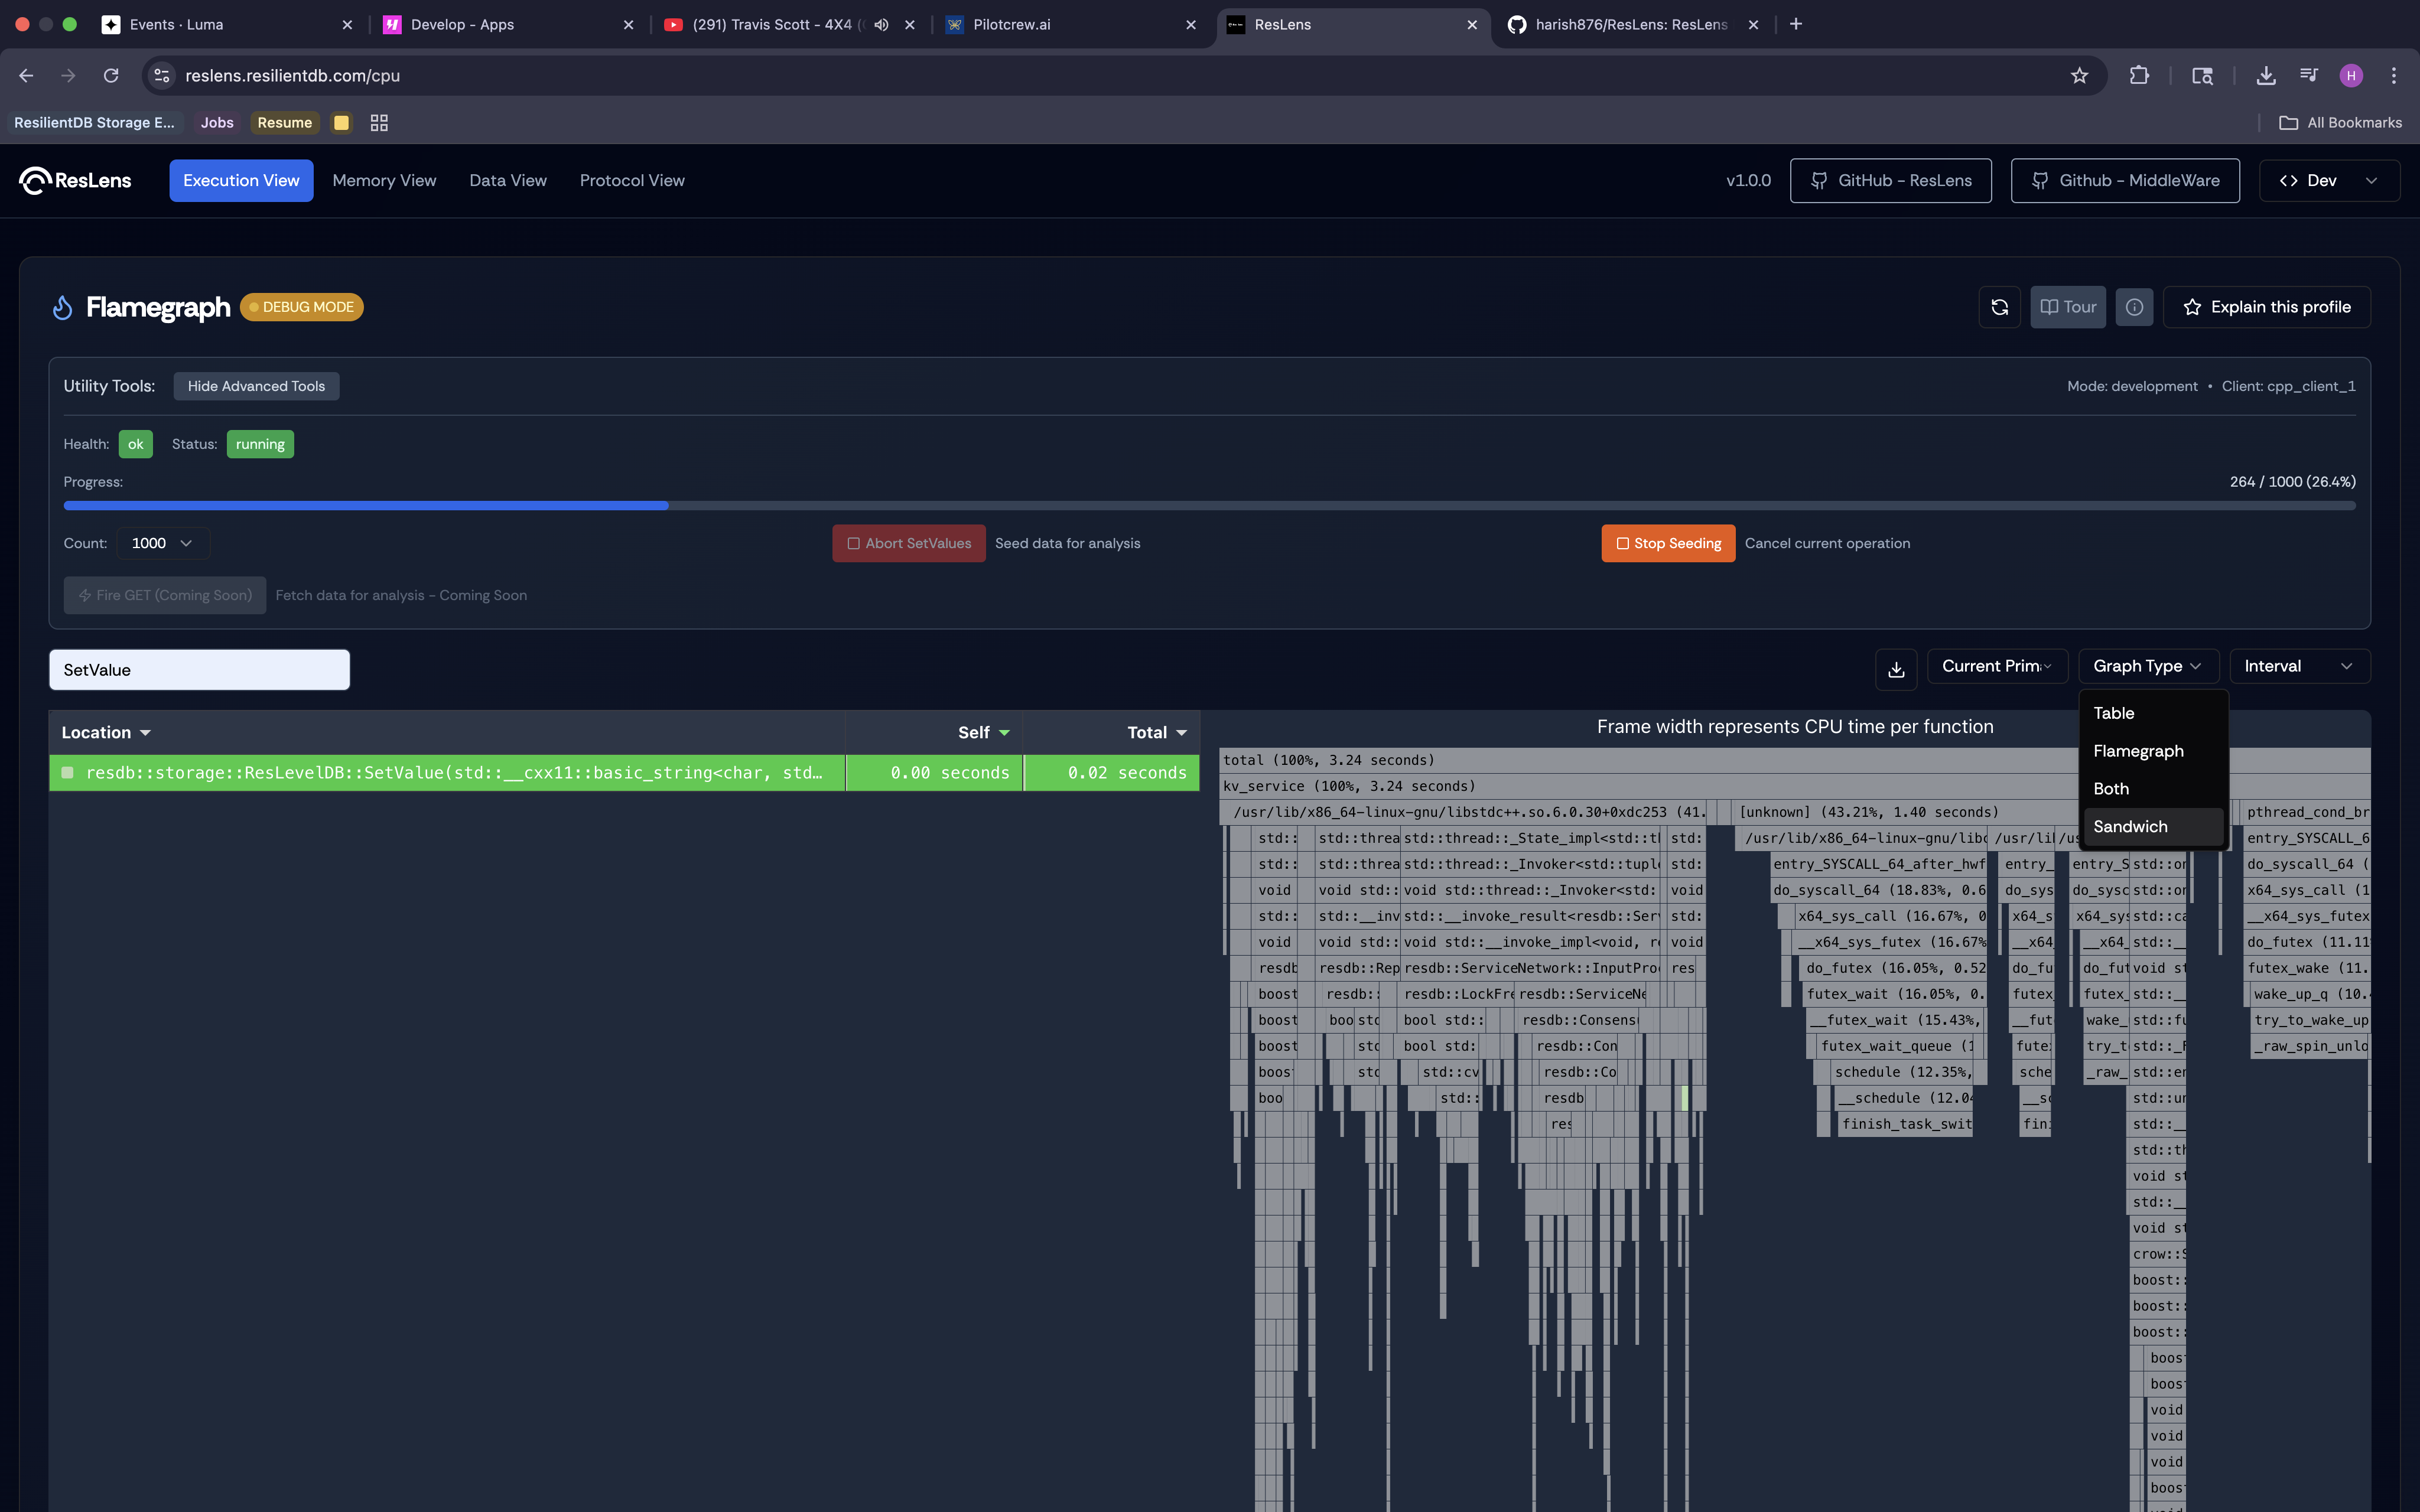 Events · Luma
Develop - Apps
(291) Travis Scott - 4X4 (
Pilotcrew.ai
ResLens
harish876/ResLens: ResLens
reslens.resilientdb.com/cpu
H
ResilientDB Storage E...
Jobs
Resume
All Bookmarks
ResLens
Execution View
Memory View
Data View
Protocol View
v1.0.0
GitHub - ResLens
Github - MiddleWare
<> Dev
Flamegraph
DEBUG MODE
Tour
Explain this profile
Utility Tools:
Hide Advanced Tools
Mode: development • Client: cpp_client_1
Health: ok Status: running
Progress:
264 / 1000 (26.4%)
Count: 1000
Abort SetValues
Seed data for analysis
Stop Seeding
Cancel current operation
Fire GET (Coming Soon)
Fetch data for analysis - Coming Soon
SetValue
Current Prim
Graph Type
Interval
Table
Flamegraph
Both
Sandwich
Location
Self
Total
resdb::storage::ResLevelDB::SetValue(std::__cxx11::basic_string<char, std…
0.00 seconds
0.02 seconds
Frame width represents CPU time per function
total (100%, 3.24 seconds)
kv_service (100%, 3.24 seconds)
/usr/lib/x86_64-linux-gnu/libstdc++.so.6.0.30+0xdc253 (41. [unknown] (43.21%, 1.40 seconds) pthread_cond_br
std:: std::threa std::thread::_State_impl<std::t std: /usr/lib/x86_64-linux-gnu/libc /usr/li /us entry_SYSCALL_6
std:: std::threa std::thread::_Invoker<std::tupl std: entry_SYSCALL_64_after_hwf entry_ entry_S std::or do_syscall_64 (
void void std:: void std::thread::_Invoker<std: void do_syscall_64 (18.83%, 0.6 do_sys do_sysc std::or x64_sys_call (1
std:: std::__inv std::__invoke_result<resdb::Ser std: x64_sys_call (16.67%, 0 x64_s x64_sys std::ca __x64_sys_futex
void void std:: void std::__invoke_impl<void, r void __x64_sys_futex (16.67% __x64 __x64_ std::__ do_futex (11.11
resdb resdb::Rep resdb::ServiceNetwork::InputPro res do_futex (16.05%, 0.52 do_fu do_fut void st futex_wake (11.
boost resdb:: resdb::LockFre resdb::ServiceNe futex_wait (16.05%, 0. futex futex_ std::__ wake_up_q (10.
boost boo std bool std:: resdb::Consens __futex_wait (15.43%, __fut wake_ std::fu try_to_wake_up
boost std bool std: resdb::Con futex_wait_queue (1 futex try_t std::_F _raw_spin_unlo
boos std std::cv resdb::Co schedule (12.35%, sche _raw_ std::er
boo std:: resdb __schedule (12.04 __sc std::ur
res finish_task_swit fin std::__
std::th
void st
std::__
void st
crow::S
boost::
boost::
boost::
boos
boos
void
void
void
boos